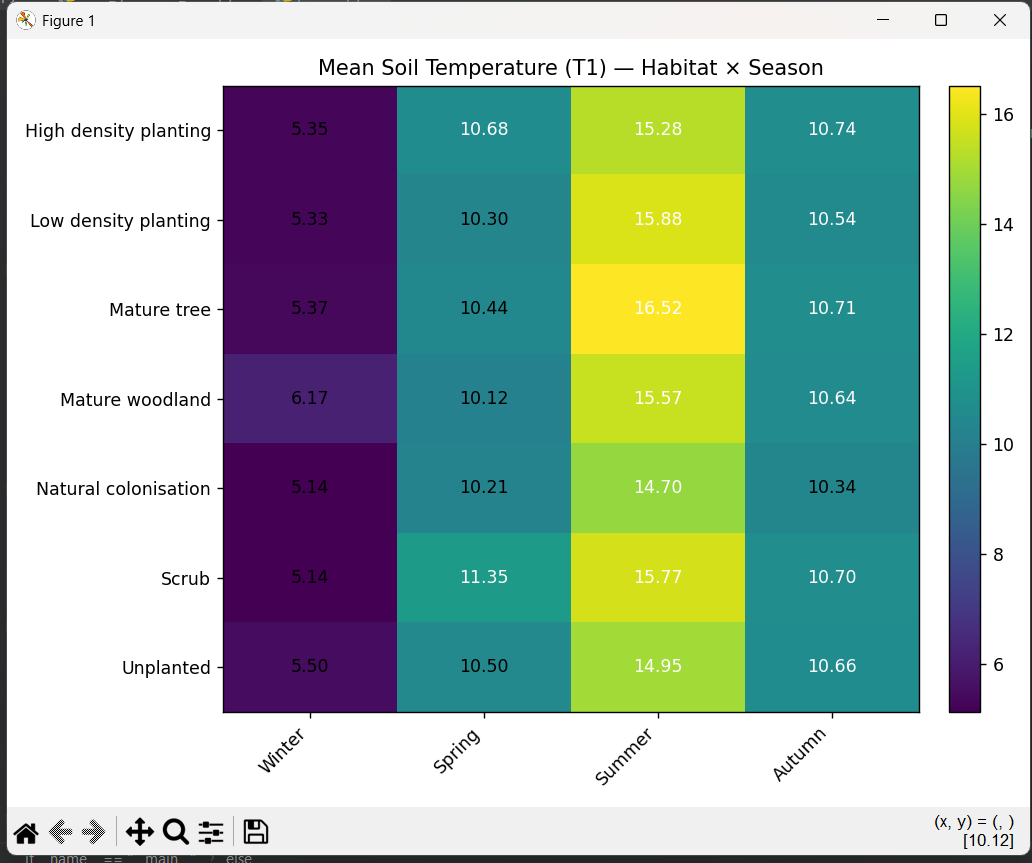 Figure 1
Mean Soil Temperature (T1) — Habitat × Season
High density planting 5.35 10.68 15.28 10.74
Low density planting 5.33 10.30 15.88 10.54
Mature tree 5.37 10.44 16.52 10.71
Mature woodland 6.17 10.12 15.57 10.64
Natural colonisation 5.14 10.21 14.70 10.34
Scrub 5.14 11.35 15.77 10.70
Unplanted 5.50 10.50 14.95 10.66
Winter Spring Summer Autumn
16
14
12
10
8
6
(x, y) = (, )
[10.12]